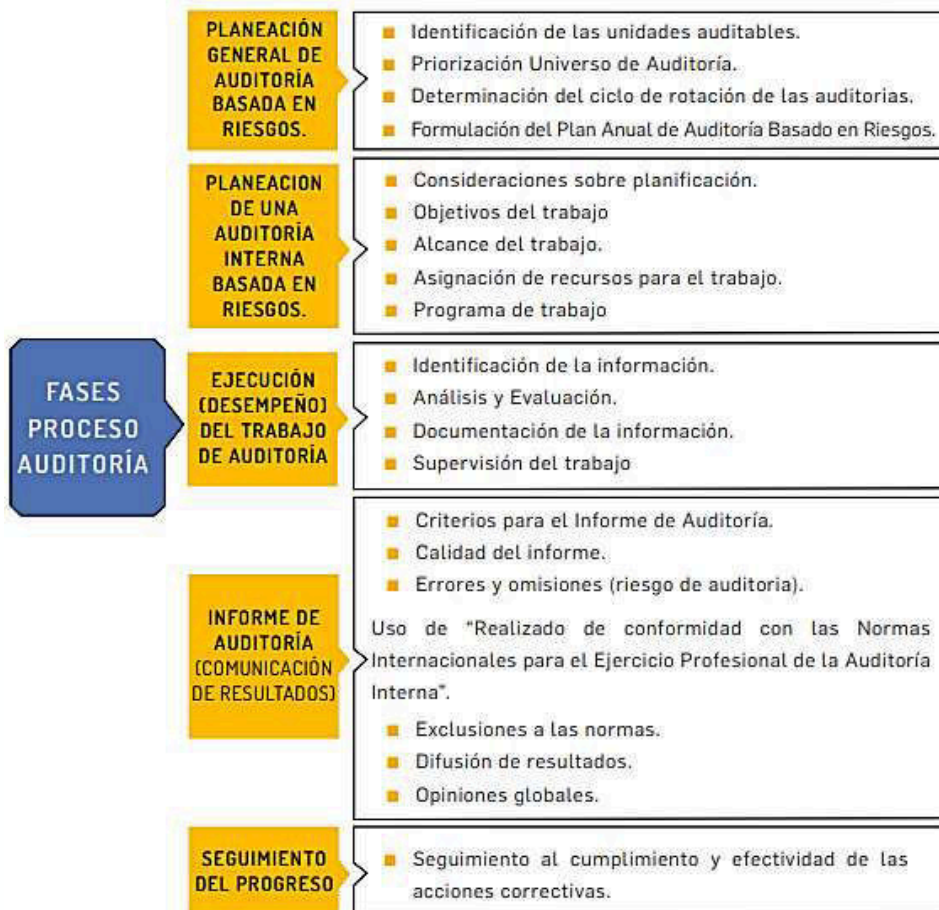 FASES
PROCESO
AUDITORÍA
PLANEACIÓN
GENERAL DE
AUDITORÍA
BASADA EN
RIESGOS.
Identificación de las unidades auditables.
Priorización Universo de Auditoría.
Determinación del ciclo de rotación de las auditorias.
Formulación del Plan Anual de Auditoría Basado en Riesgos.
PLANEACION
DE UNA
AUDITORÍA
INTERNA
BASADA EN
RIESGOS.
Consideraciones sobre planificación.
Objetivos del trabajo
Alcance del trabajo.
Asignación de recursos para el trabajo.
Programa de trabajo
EJECUCIÓN
(DESEMPEÑO)
DEL TRABAJO
DE AUDITORÍA
Identificación de la información.
Análisis y Evaluación.
Documentación de la información.
Supervisión del trabajo
INFORME DE
AUDITORÍA
(COMUNICACIÓN
DE RESULTADOS)
Criterios para el Informe de Auditoría.
Calidad del informe.
Errores y omisiones (riesgo de auditoria).
Uso de “Realizado de conformidad con las Normas
Internacionales para el Ejercicio Profesional de la Auditoría
Interna”.
Exclusiones a las normas.
Difusión de resultados.
Opiniones globales.
SEGUIMIENTO
DEL PROGRESO
Seguimiento al cumplimiento y efectividad de las
acciones correctivas.